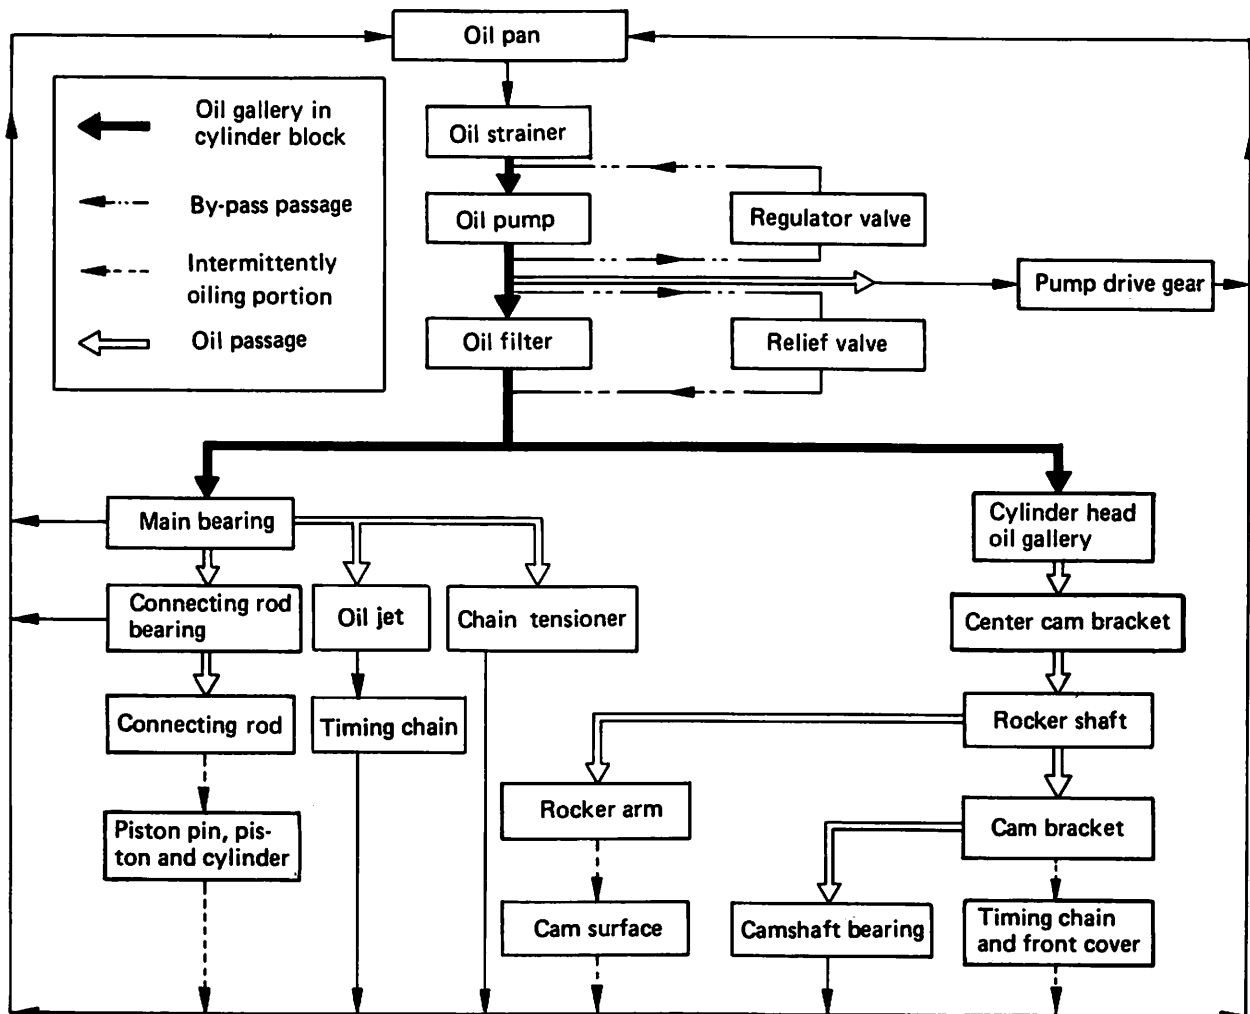 Oil pan
Oil gallery in
cylinder block
By-pass passage
Intermittently
oiling portion
Oil passage
Oil strainer
Oil pump
Regulator valve
Pump drive gear
Oil filter
Relief valve
Main bearing
Cylinder head
oil gallery
Connecting rod
bearing
Oil jet
Chain tensioner
Center cam bracket
Connecting rod
Timing chain
Rocker shaft
Rocker arm
Cam bracket
Piston pin, pis-
ton and cylinder
Cam surface
Camshaft bearing
Timing chain
and front cover